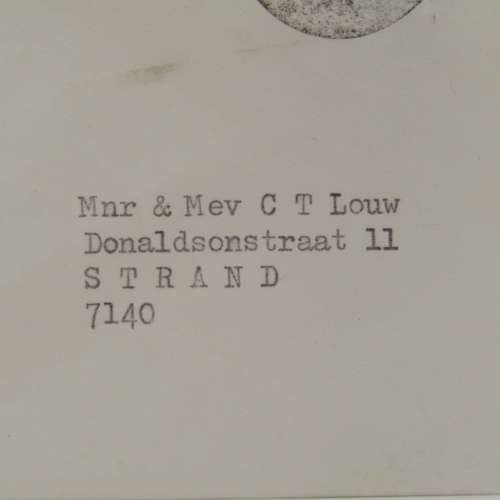 Mnr & Mev C T Louw
Donaldsonstraat 11
S T R A N D
7140